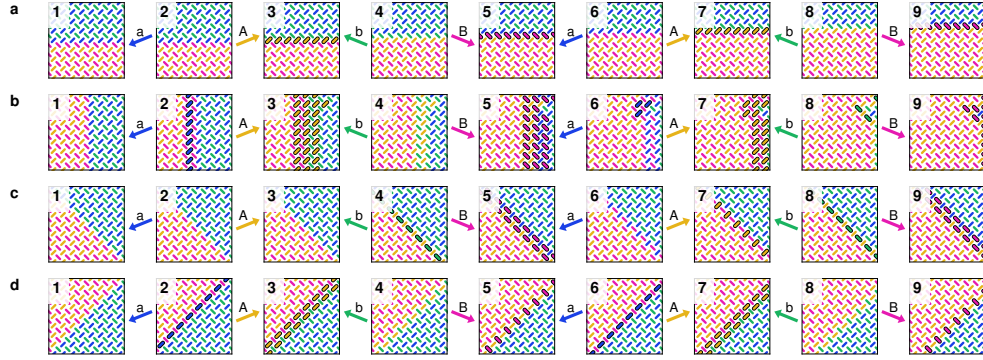 a 1 a 2 A 3 b 4 B 5 a 6 A 7 b 8 B 9
b 1 a 2 A 3 b 4 B 5 a 6 A 7 b 8 B 9
c 1 a 2 A 3 b 4 B 5 a 6 A 7 b 8 B 9
d 1 a 2 A 3 b 4 B 5 a 6 A 7 b 8 B 9